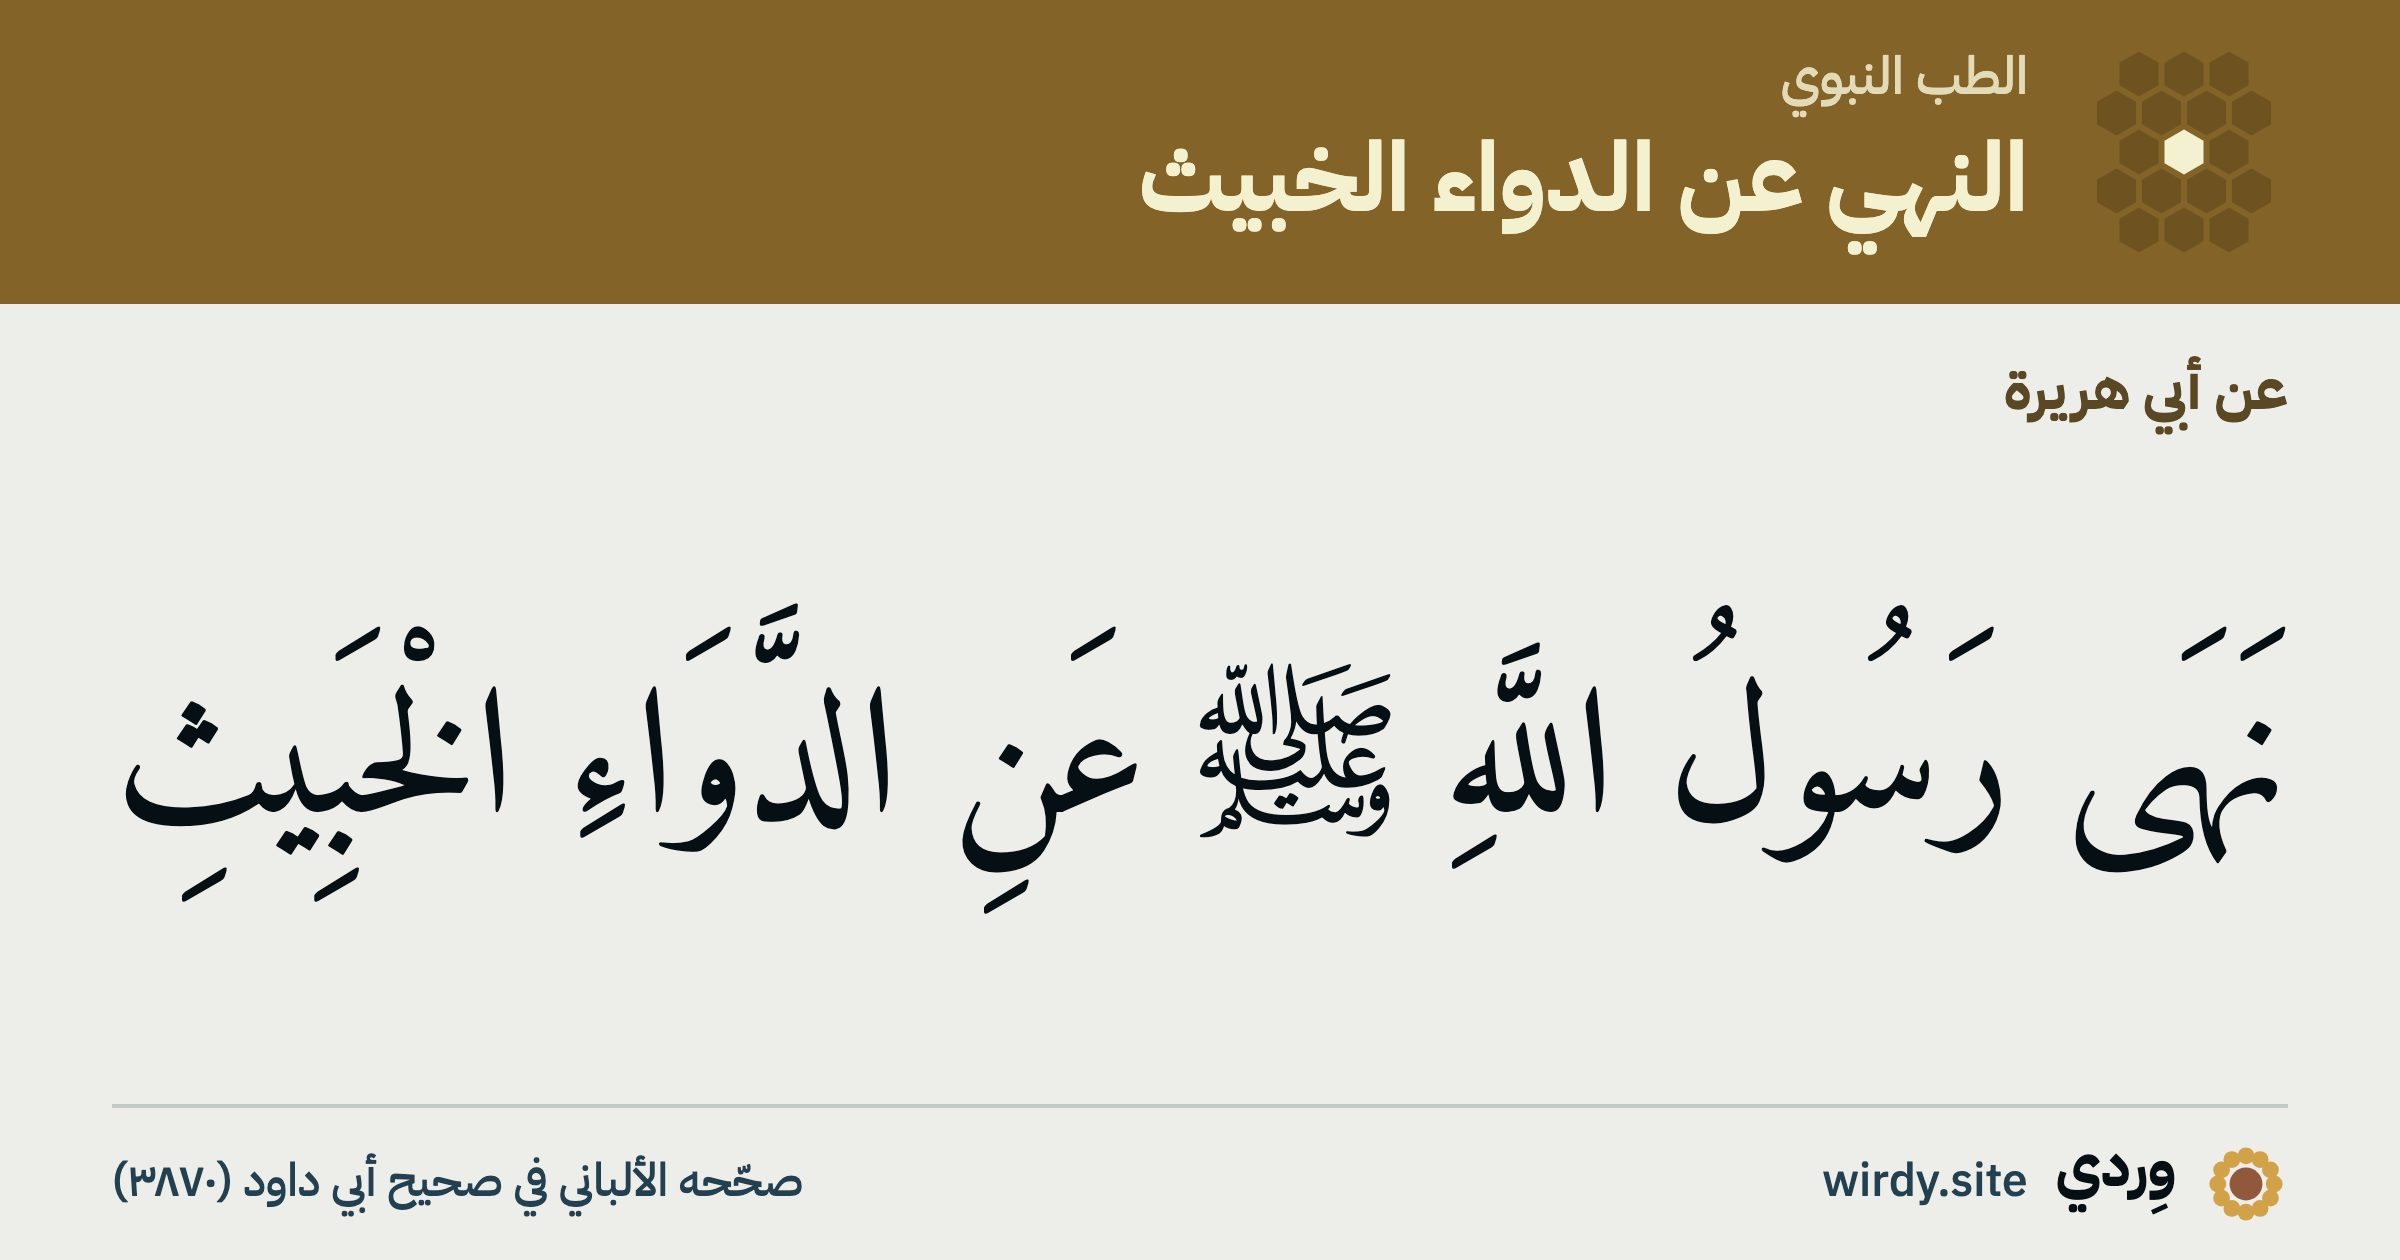 الطب النبوي
النهي عن الدواء الخبيث
عن أبي هريرة
نَهَى رَسُولُ اللَّهِ ﷺ عَنِ الدَّوَاءِ الْخَبِيثِ
وِردي wirdy.site
صحّحه الألباني في صحيح أبي داود (٣٨٧٠)